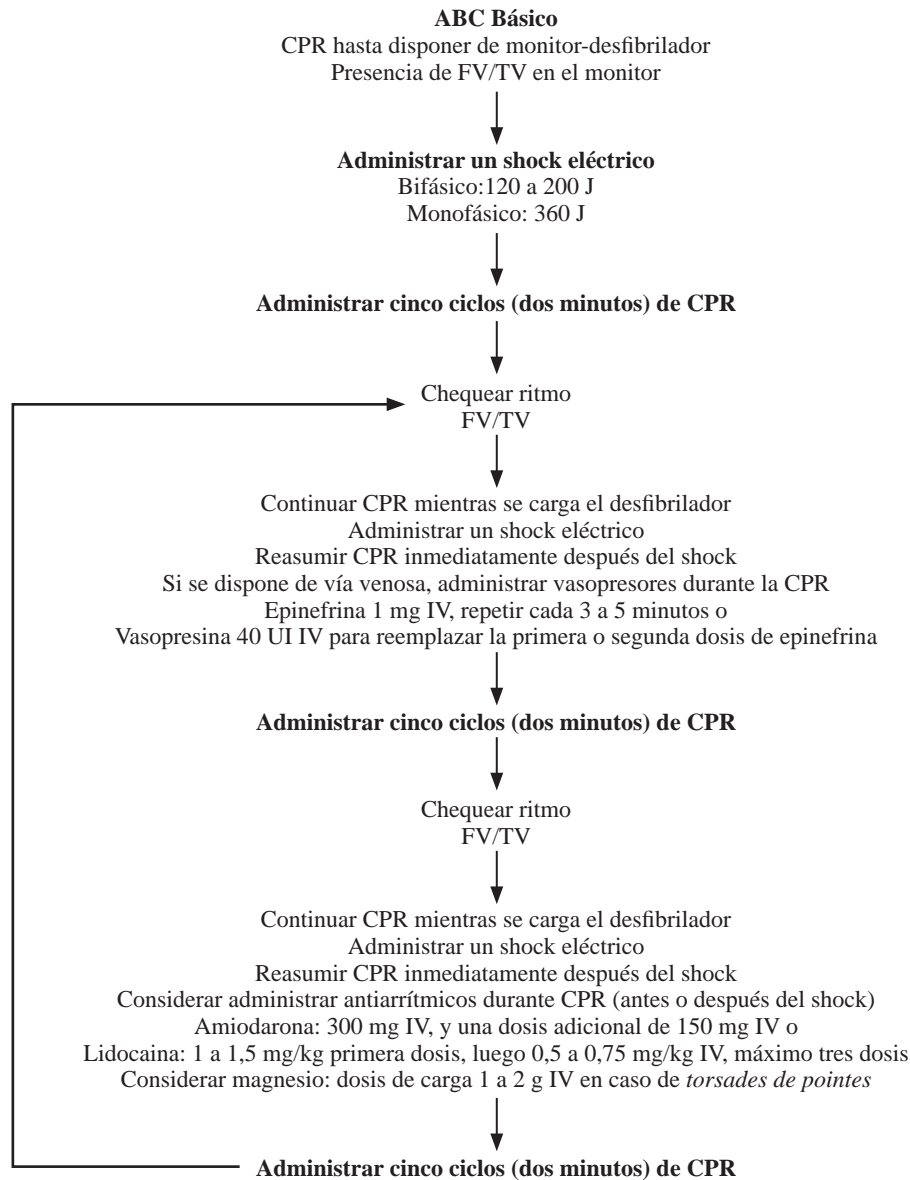 ABC Básico
CPR hasta disponer de monitor-desfibrilador
Presencia de FV/TV en el monitor
Administrar un shock eléctrico
Bifásico:120 a 200 J
Monofásico: 360 J
Administrar cinco ciclos (dos minutos) de CPR
Chequear ritmo
FV/TV
Continuar CPR mientras se carga el desfibrilador
Administrar un shock eléctrico
Reasumir CPR inmediatamente después del shock
Si se dispone de vía venosa, administrar vasopresores durante la CPR
Epinefrina 1 mg IV, repetir cada 3 a 5 minutos o
Vasopresina 40 UI IV para reemplazar la primera o segunda dosis de epinefrina
Administrar cinco ciclos (dos minutos) de CPR
Chequear ritmo
FV/TV
Continuar CPR mientras se carga el desfibrilador
Administrar un shock eléctrico
Reasumir CPR inmediatamente después del shock
Considerar administrar antiarrítmicos durante CPR (antes o después del shock)
Amiodarona: 300 mg IV, y una dosis adicional de 150 mg IV o
Lidocaina: 1 a 1,5 mg/kg primera dosis, luego 0,5 a 0,75 mg/kg IV, máximo tres dosis
Considerar magnesio: dosis de carga 1 a 2 g IV en caso de torsades de pointes
Administrar cinco ciclos (dos minutos) de CPR